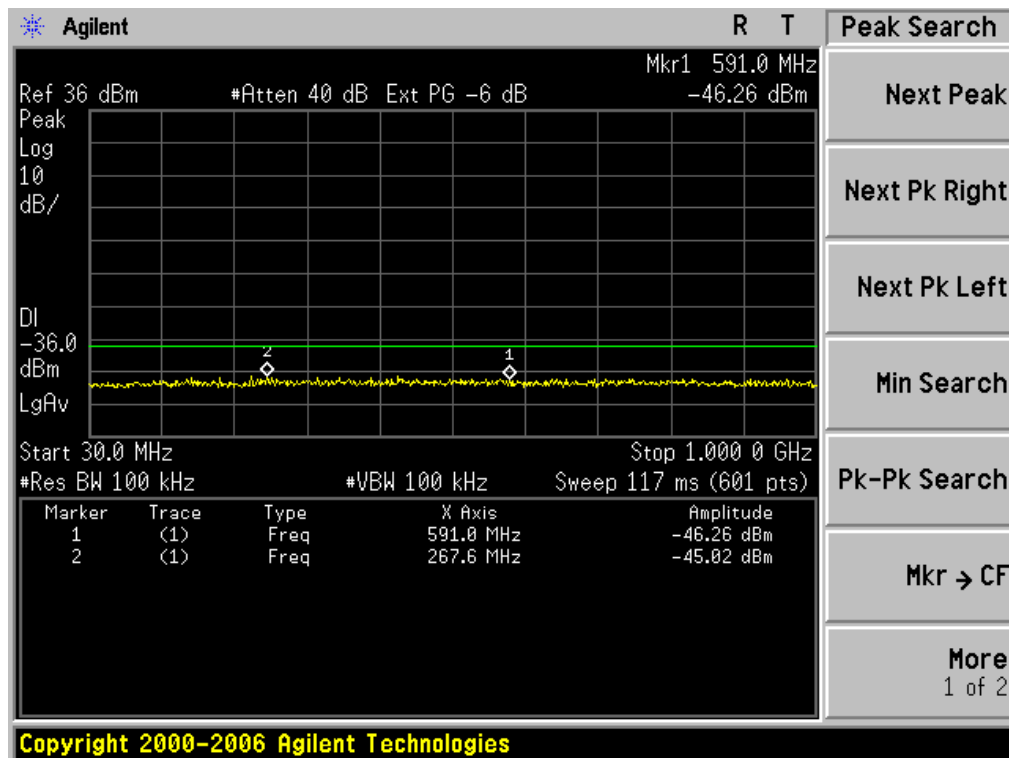 Agilent R T Peak Search
Mkr1 591.0 MHz
Ref 36 dBm #Atten 40 dB Ext PG -6 dB -46.26 dBm
Peak
Log
10
dB/
DI
-36.0
dBm
LgAv
2
1
Start 30.0 MHz Stop 1.000 0 GHz
#Res BW 100 kHz #VBW 100 kHz Sweep 117 ms (601 pts)
Marker Trace Type X Axis Amplitude
1 (1) Freq 591.0 MHz -46.26 dBm
2 (1) Freq 267.6 MHz -45.02 dBm
Next Peak
Next Pk Right
Next Pk Left
Min Search
Pk-Pk Search
Mkr → CF
More
1 of 2
Copyright 2000-2006 Agilent Technologies